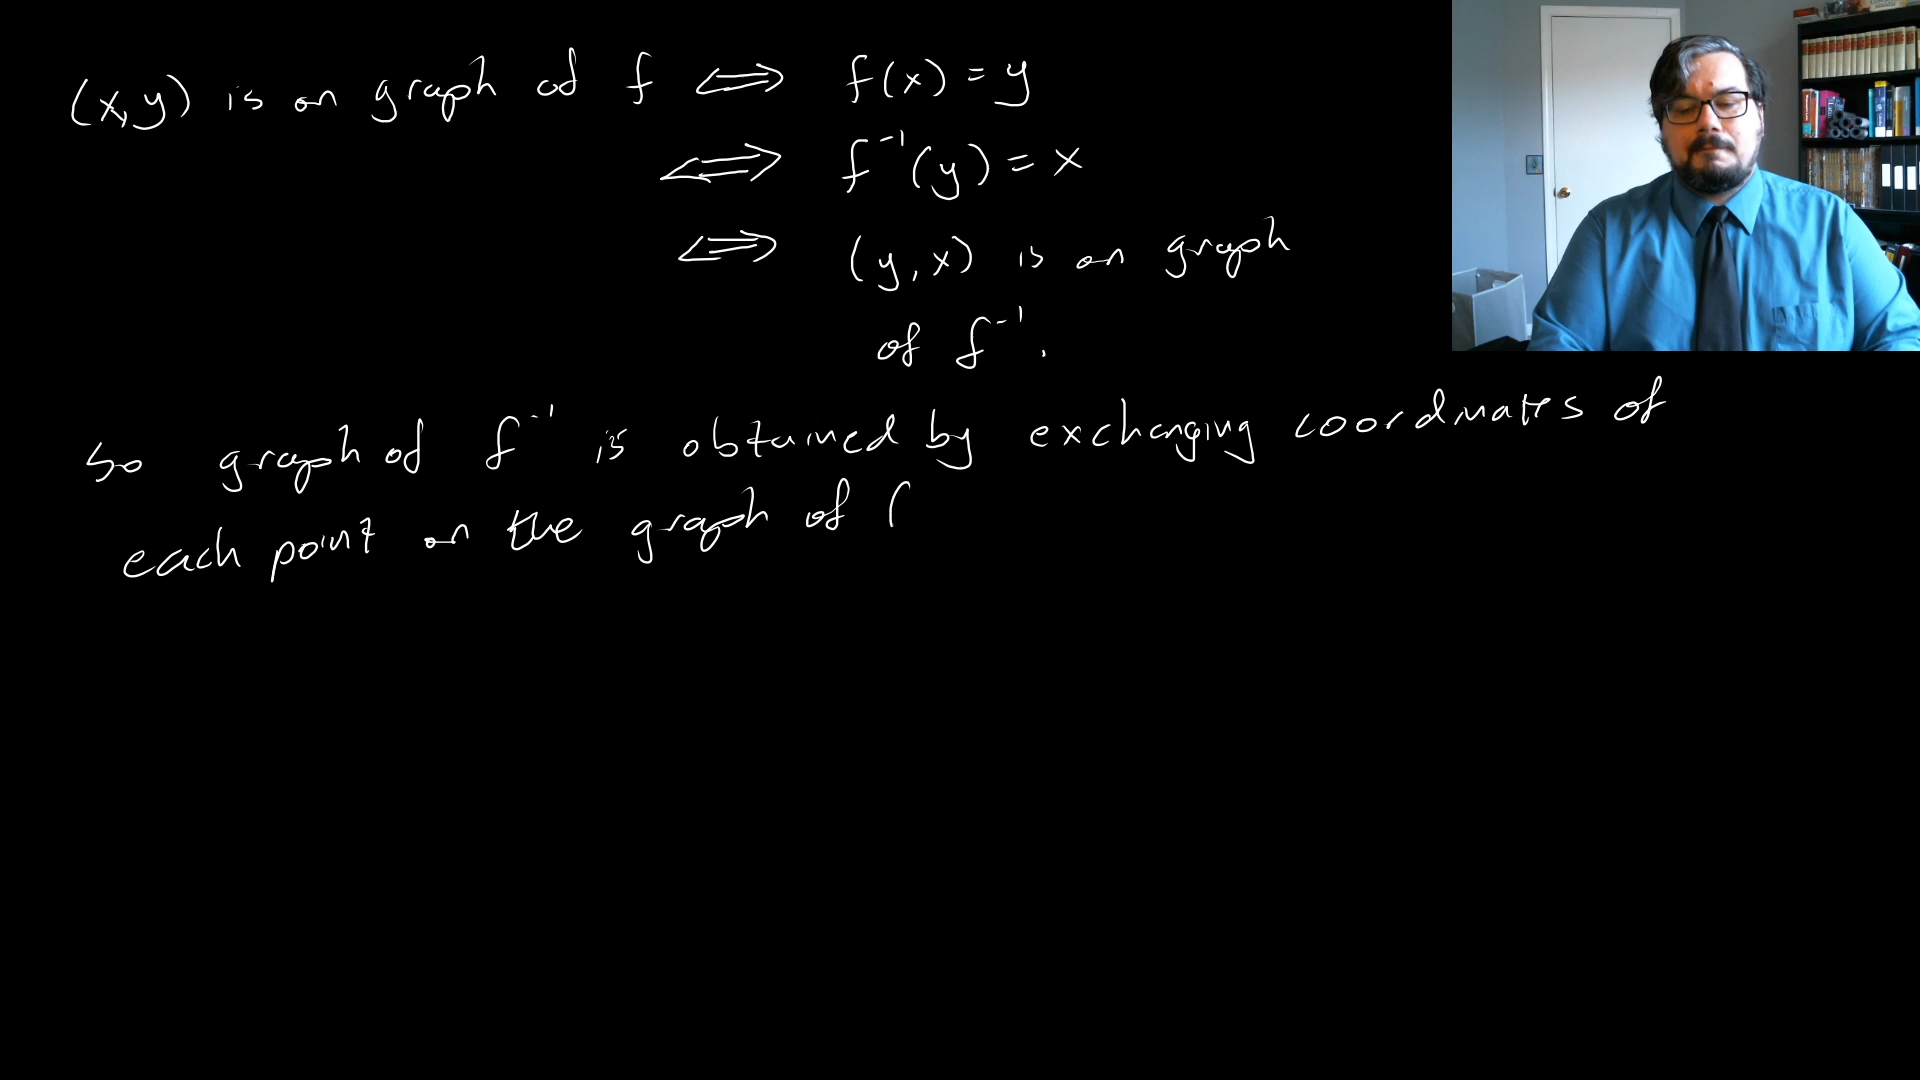 (x,y) is on graph of f ⟺ f(x) = y
⟺ f⁻¹(y) = x
⟺ (y,x) is on graph
of f⁻¹.
So graph of f⁻¹ is obtained by exchanging coordinates of
each point on the graph of (